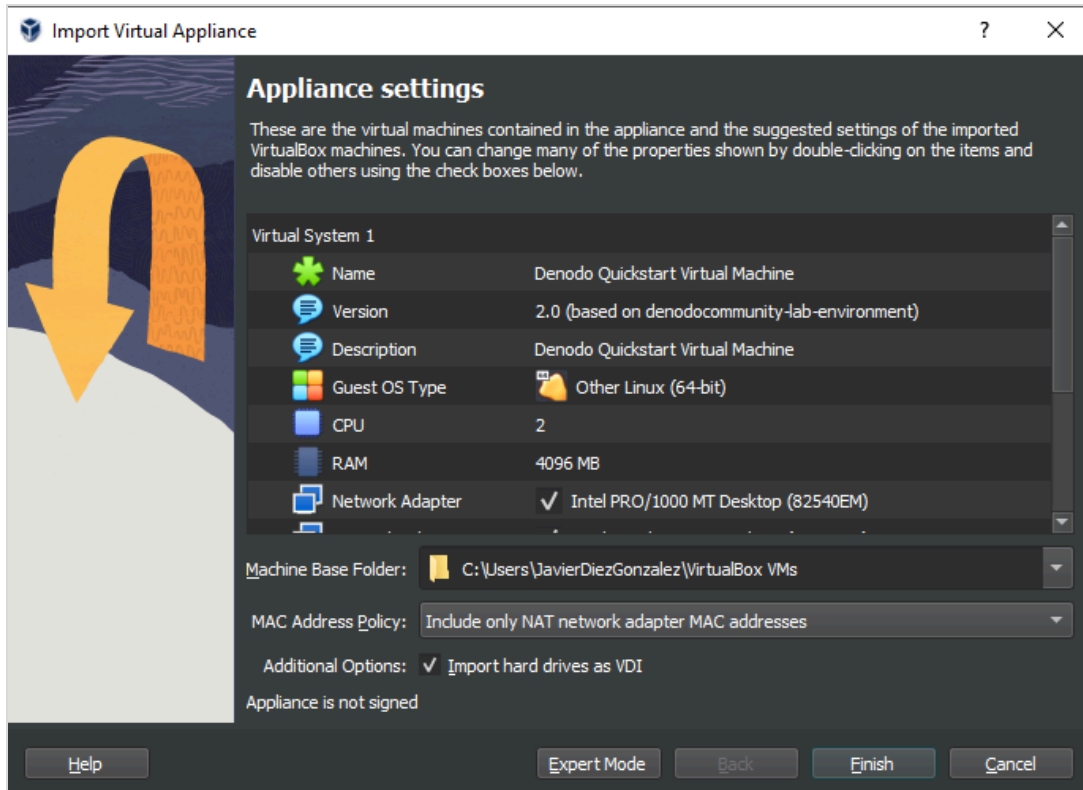 Import Virtual Appliance ?
Appliance settings
These are the virtual machines contained in the appliance and the suggested settings of the imported
VirtualBox machines. You can change many of the properties shown by double-clicking on the items and
disable others using the check boxes below.
Virtual System 1
Name Denodo Quickstart Virtual Machine
Version 2.0 (based on denodocommunity-lab-environment)
Description Denodo Quickstart Virtual Machine
Guest OS Type Other Linux (64-bit)
CPU 2
RAM 4096 MB
Network Adapter Intel PRO/1000 MT Desktop (82540EM)
Machine Base Folder: C:\Users\JavierDiezGonzalez\VirtualBox VMs
MAC Address Policy: Include only NAT network adapter MAC addresses
Additional Options: Import hard drives as VDI
Appliance is not signed
Help Expert Mode Back Finish Cancel